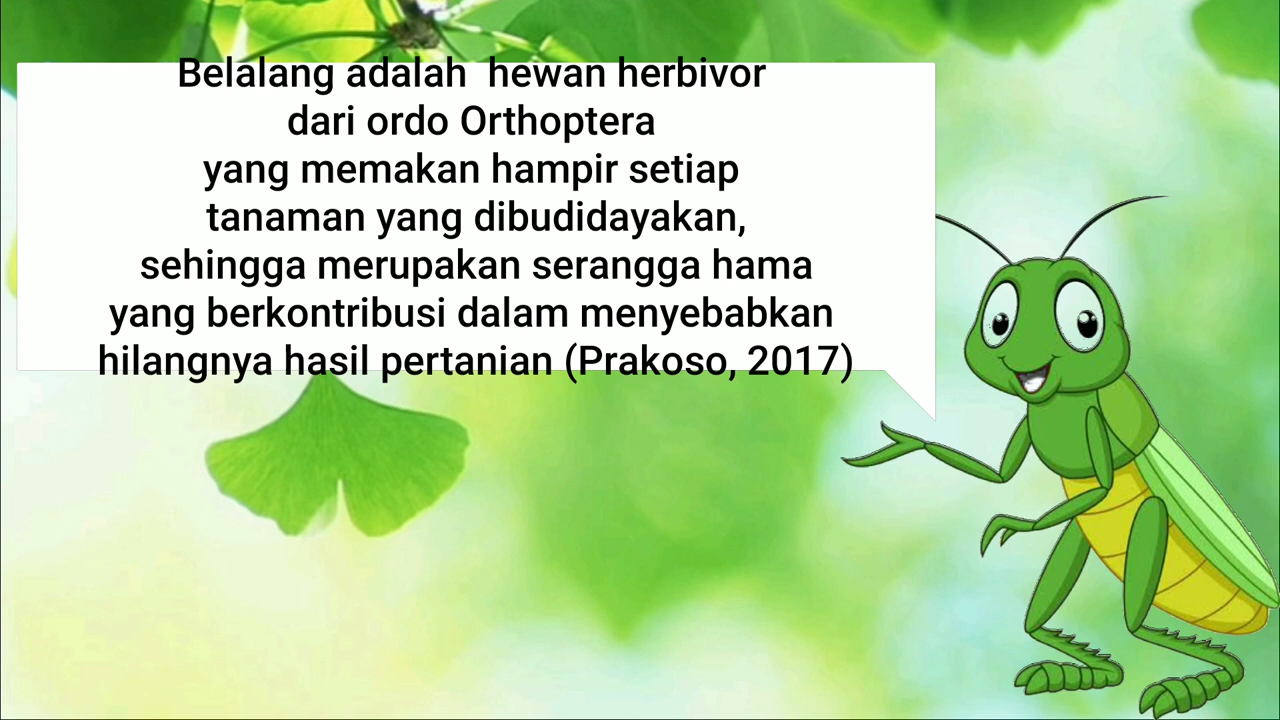 Belalang adalah  hewan herbivor
dari ordo Orthoptera
yang memakan hampir setiap
tanaman yang dibudidayakan,
sehingga merupakan serangga hama
yang berkontribusi dalam menyebabkan
hilangnya hasil pertanian (Prakoso, 2017)